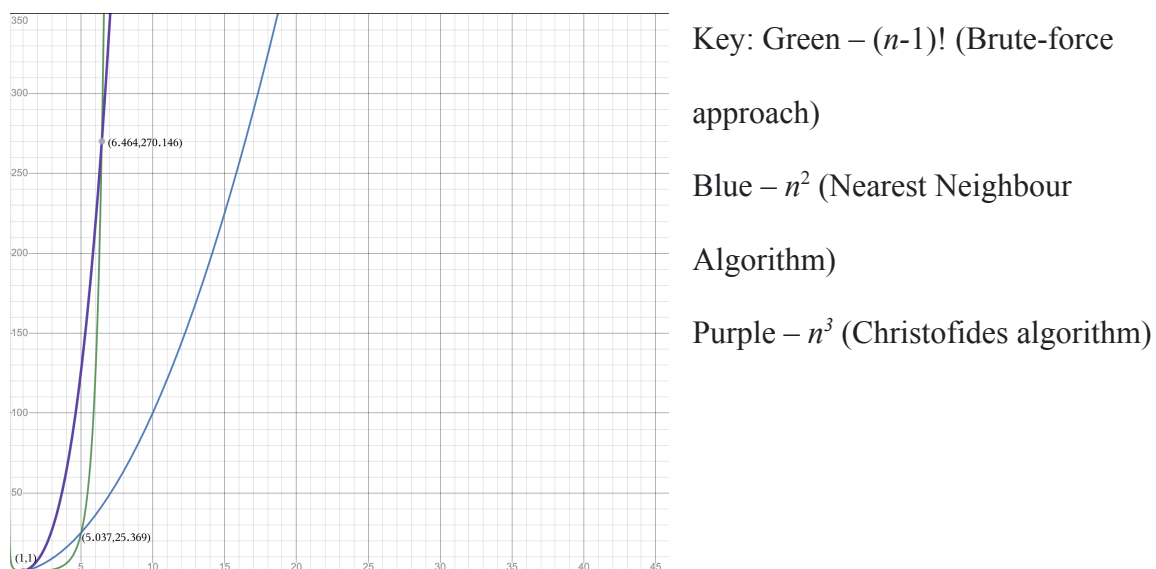 350
300
(6.464,270.146)
250
200
150
100
50
(5.037,25.369)
(1,1)
5 10 15 20 25 30 35 40 45
Key: Green – (n-1)! (Brute-force
approach)
Blue – n² (Nearest Neighbour
Algorithm)
Purple – n³ (Christofides algorithm)